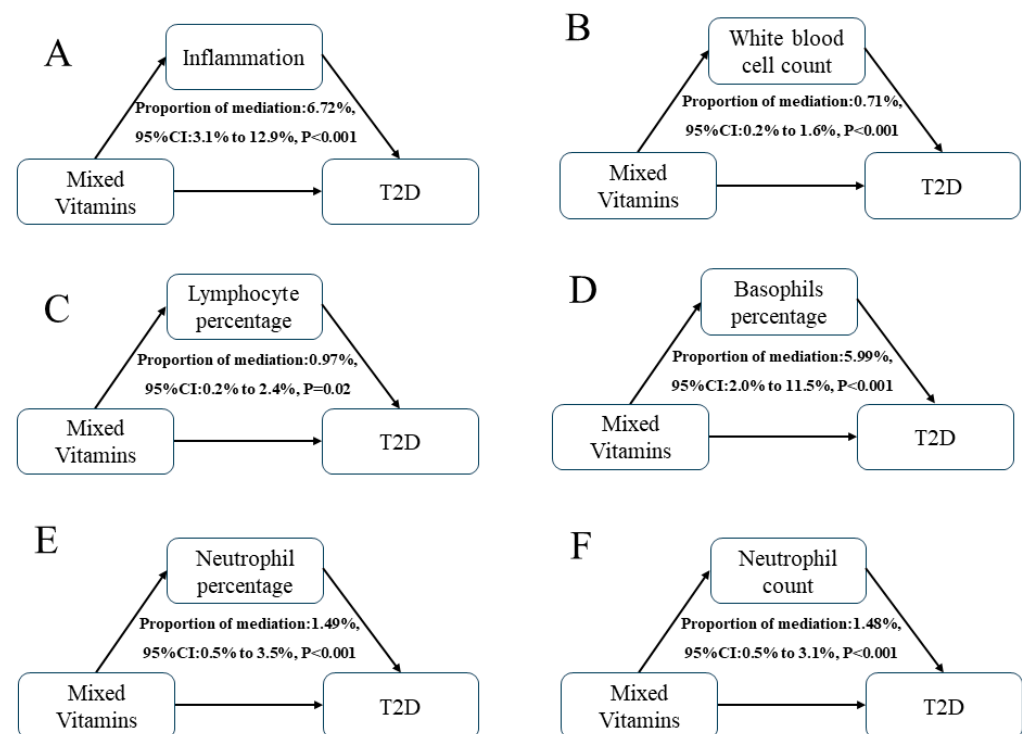 A
Inflammation
Proportion of mediation:6.72%,
95%CI:3.1% to 12.9%, P<0.001
Mixed
Vitamins
T2D
B
White blood
cell count
Proportion of mediation:0.71%,
95%CI:0.2% to 1.6%, P<0.001
Mixed
Vitamins
T2D
C
Lymphocyte
percentage
Proportion of mediation:0.97%,
95%CI:0.2% to 2.4%, P=0.02
Mixed
Vitamins
T2D
D
Basophils
percentage
Proportion of mediation:5.99%,
95%CI:2.0% to 11.5%, P<0.001
Mixed
Vitamins
T2D
E
Neutrophil
percentage
Proportion of mediation:1.49%,
95%CI:0.5% to 3.5%, P<0.001
Mixed
Vitamins
T2D
F
Neutrophil
count
Proportion of mediation:1.48%,
95%CI:0.5% to 3.1%, P<0.001
Mixed
Vitamins
T2D